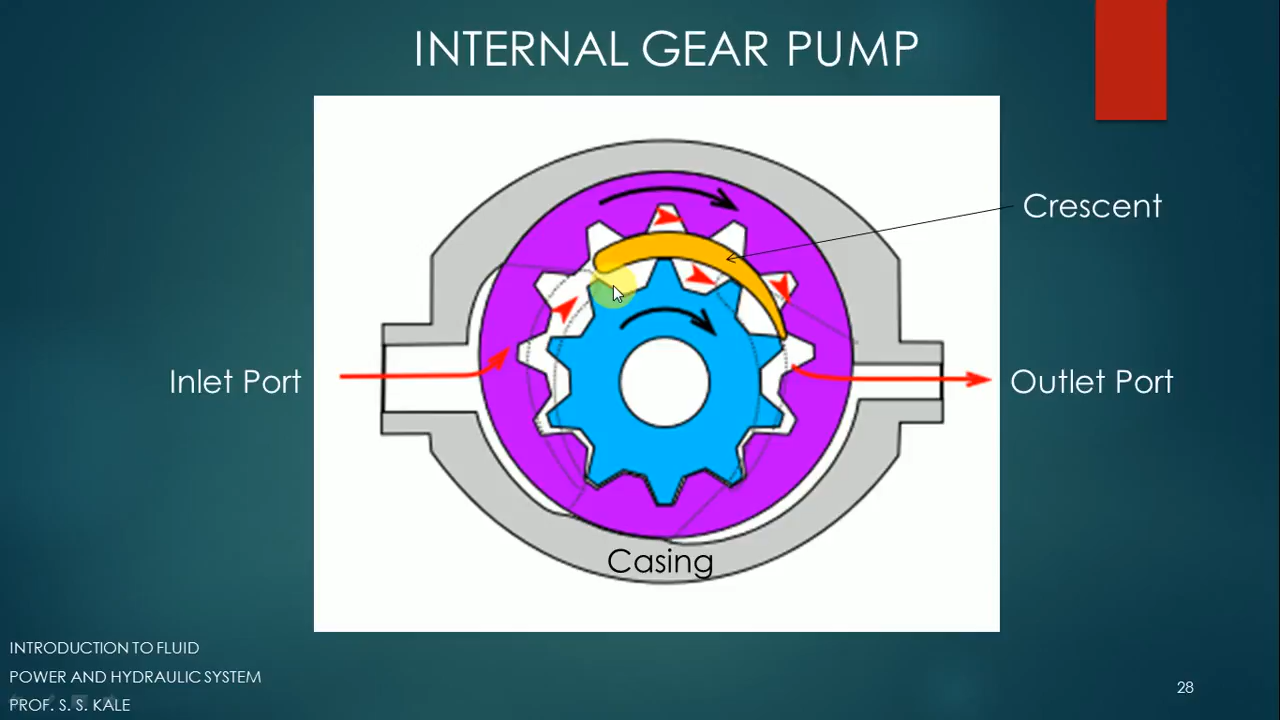 INTERNAL GEAR PUMP
Crescent
Inlet Port
Outlet Port
Casing
INTRODUCTION TO FLUID
POWER AND HYDRAULIC SYSTEM
PROF. S. S. KALE
28